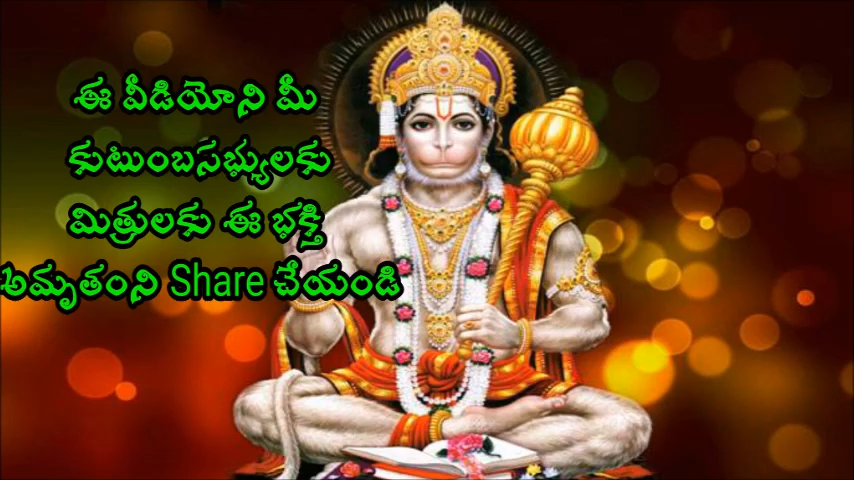 ఈ వీడియోని మీ
కుటుంబసభ్యులకు
మిత్రులకు ఈ భక్తి
అమృతంని Share చేయండి